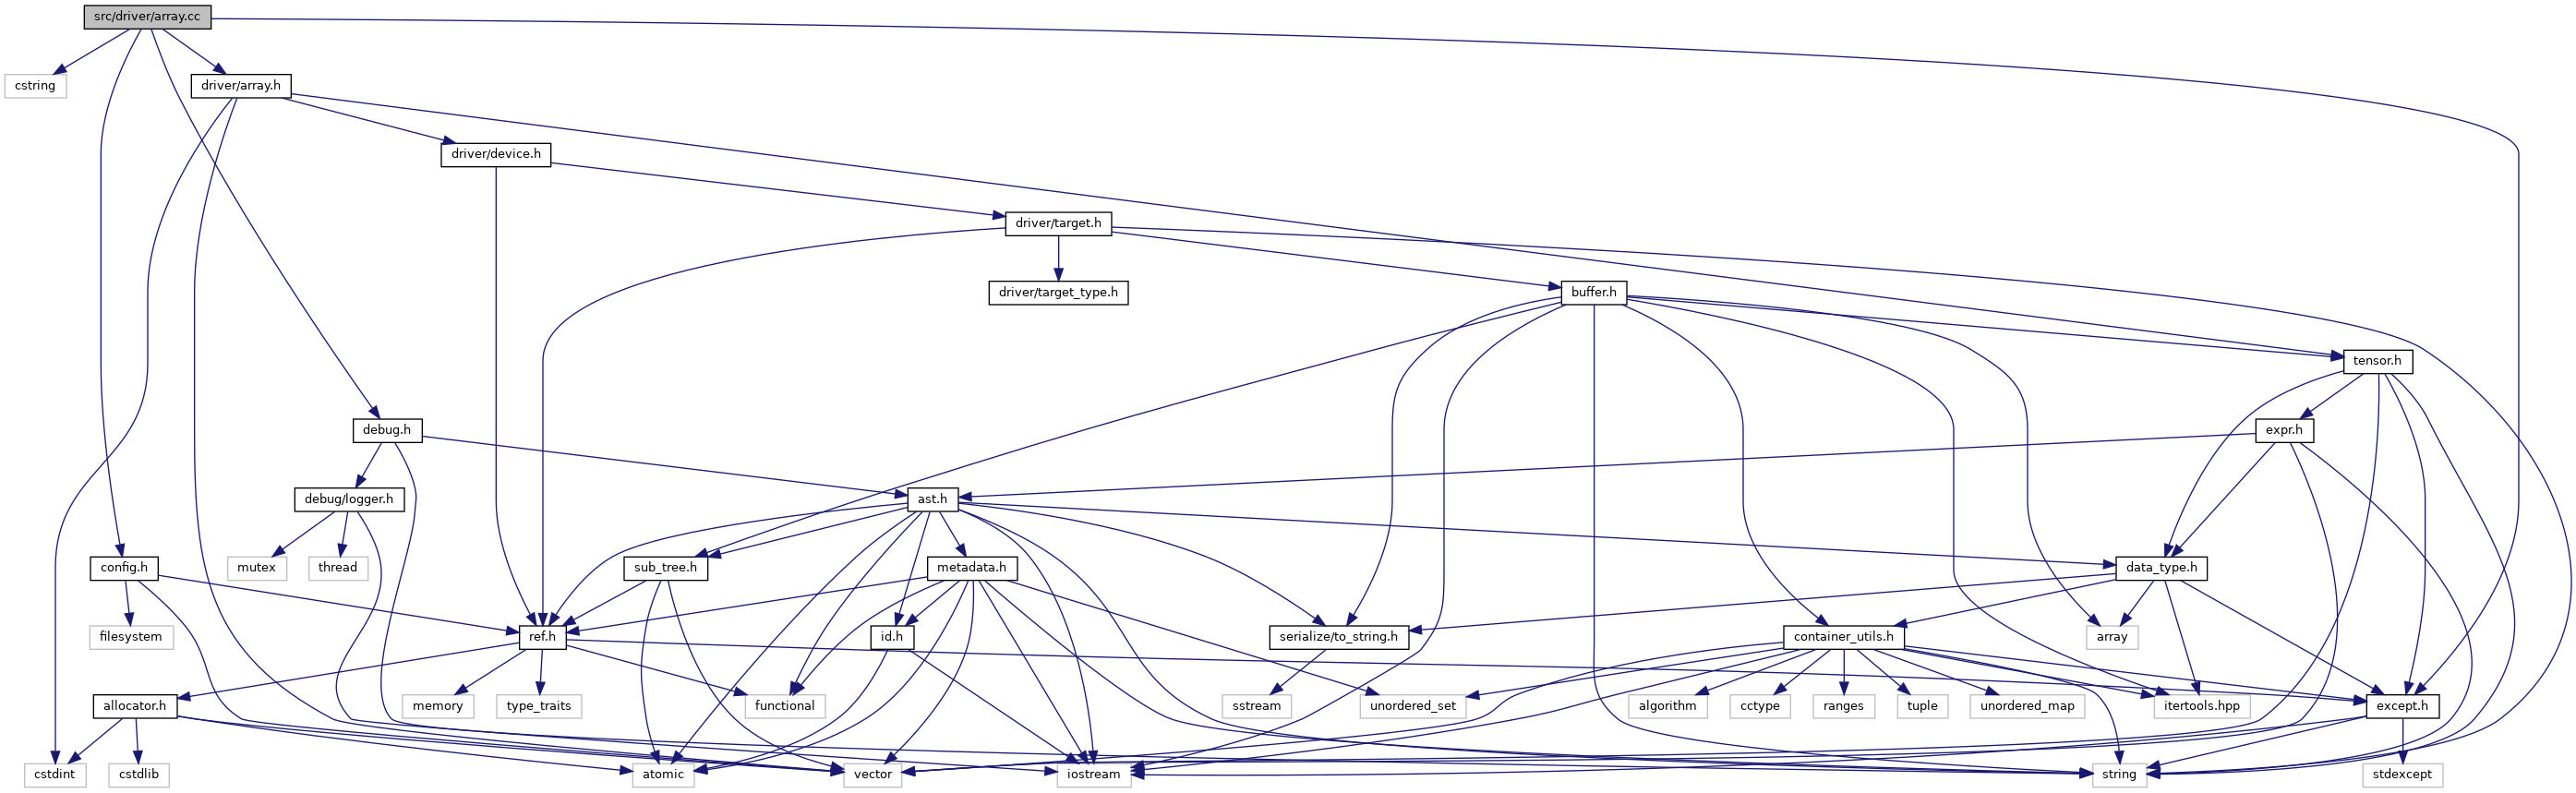 src/driver/array.cc
cstring
driver/array.h
driver/device.h
driver/target.h
driver/target_type.h
buffer.h
tensor.h
debug.h
expr.h
debug/logger.h
ast.h
config.h
mutex
thread
sub_tree.h
metadata.h
data_type.h
filesystem
ref.h
id.h
serialize/to_string.h
container_utils.h
array
allocator.h
memory
type_traits
functional
sstream
unordered_set
algorithm
cctype
ranges
tuple
unordered_map
itertools.hpp
except.h
cstdint
cstdlib
atomic
vector
iostream
string
stdexcept